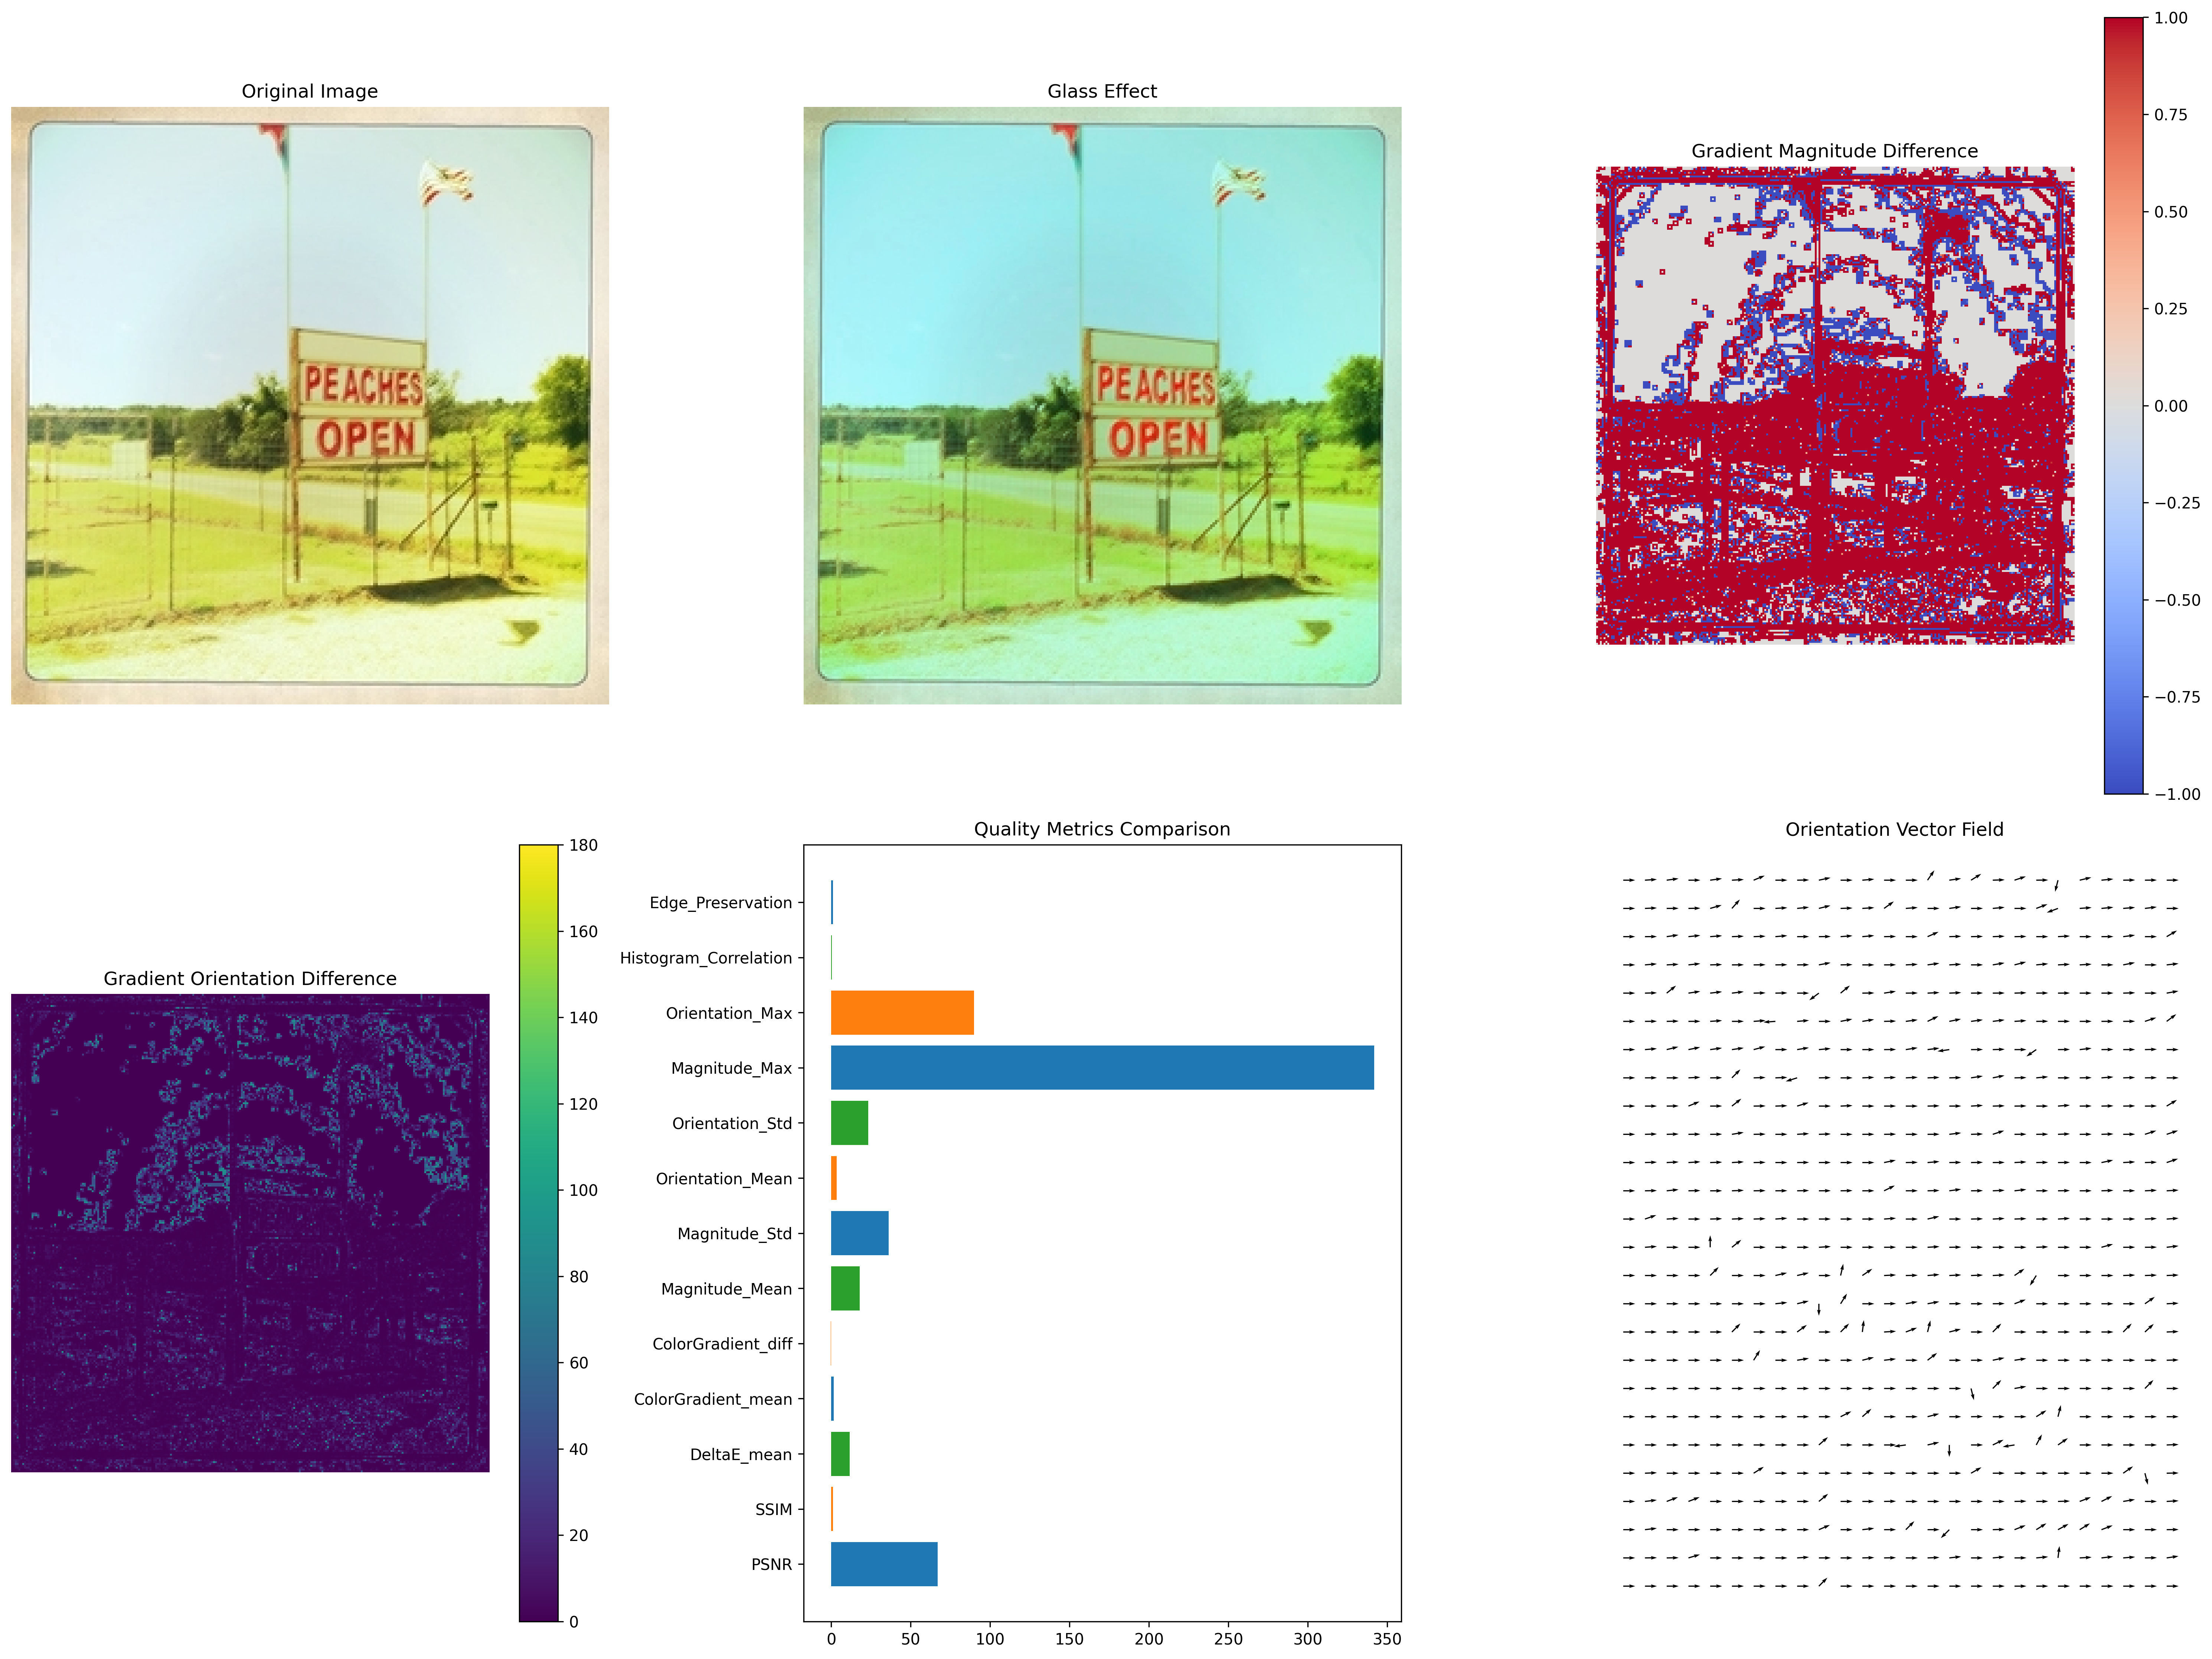 Original Image
PEACHES
OPEN
Glass Effect
PEACHES
OPEN
Gradient Magnitude Difference
1.00
0.75
0.50
0.25
0.00
−0.25
−0.50
−0.75
−1.00
Gradient Orientation Difference
180
160
140
120
100
80
60
40
20
0
Quality Metrics Comparison
Edge_Preservation
Histogram_Correlation
Orientation_Max
Magnitude_Max
Orientation_Std
Orientation_Mean
Magnitude_Std
Magnitude_Mean
ColorGradient_diff
ColorGradient_mean
DeltaE_mean
SSIM
PSNR
0 50 100 150 200 250 300 350
Orientation Vector Field